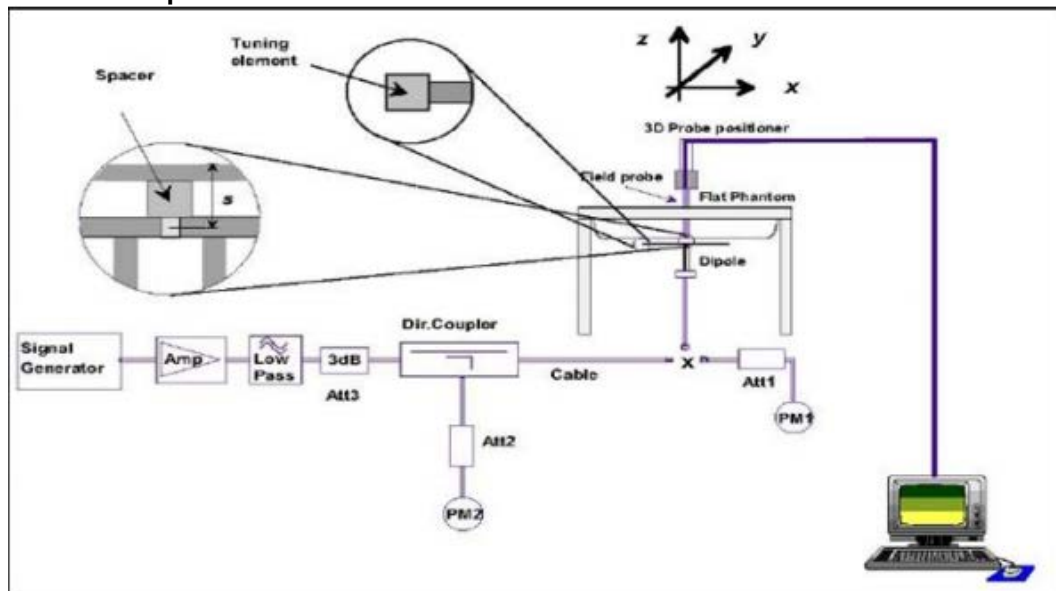 Tuning
element
Spacer
s
z
y
x
3D Probe positioner
Field probe
Flat Phantom
Dipole
Signal
Generator
Amp
Low
Pass
3dB
Att3
Dir.Coupler
Cable
x
Att1
PM1
Att2
PM2